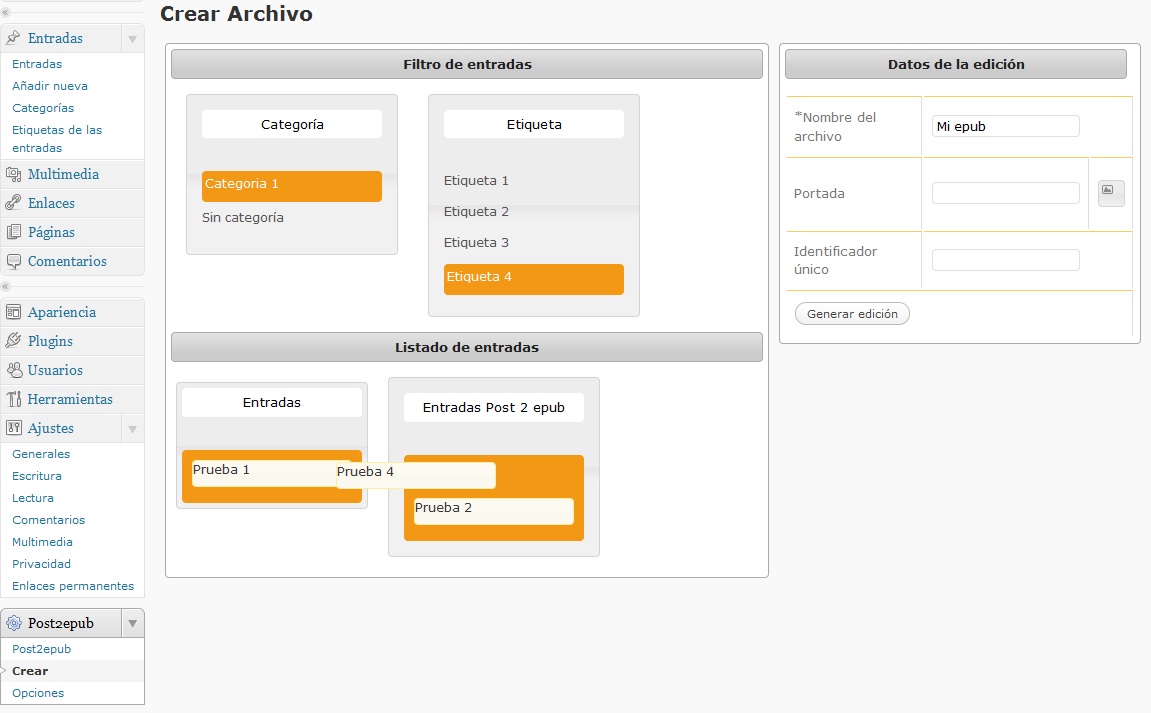 Entradas
Entradas
Añadir nueva
Categorías
Etiquetas de las
entradas
Multimedia
Enlaces
Páginas
Comentarios
Apariencia
Plugins
Usuarios
Herramientas
Ajustes
Generales
Escritura
Lectura
Comentarios
Multimedia
Privacidad
Enlaces permanentes
Post2epub
Post2epub
Crear
Opciones
Crear Archivo
Filtro de entradas
Categoría
Categoria 1
Sin categoría
Etiqueta
Etiqueta 1
Etiqueta 2
Etiqueta 3
Etiqueta 4
Listado de entradas
Entradas
Prueba 1
Prueba 4
Entradas Post 2 epub
Prueba 2
Datos de la edición
*Nombre del
archivo
Mi epub
Portada
Identificador
único
Generar edición